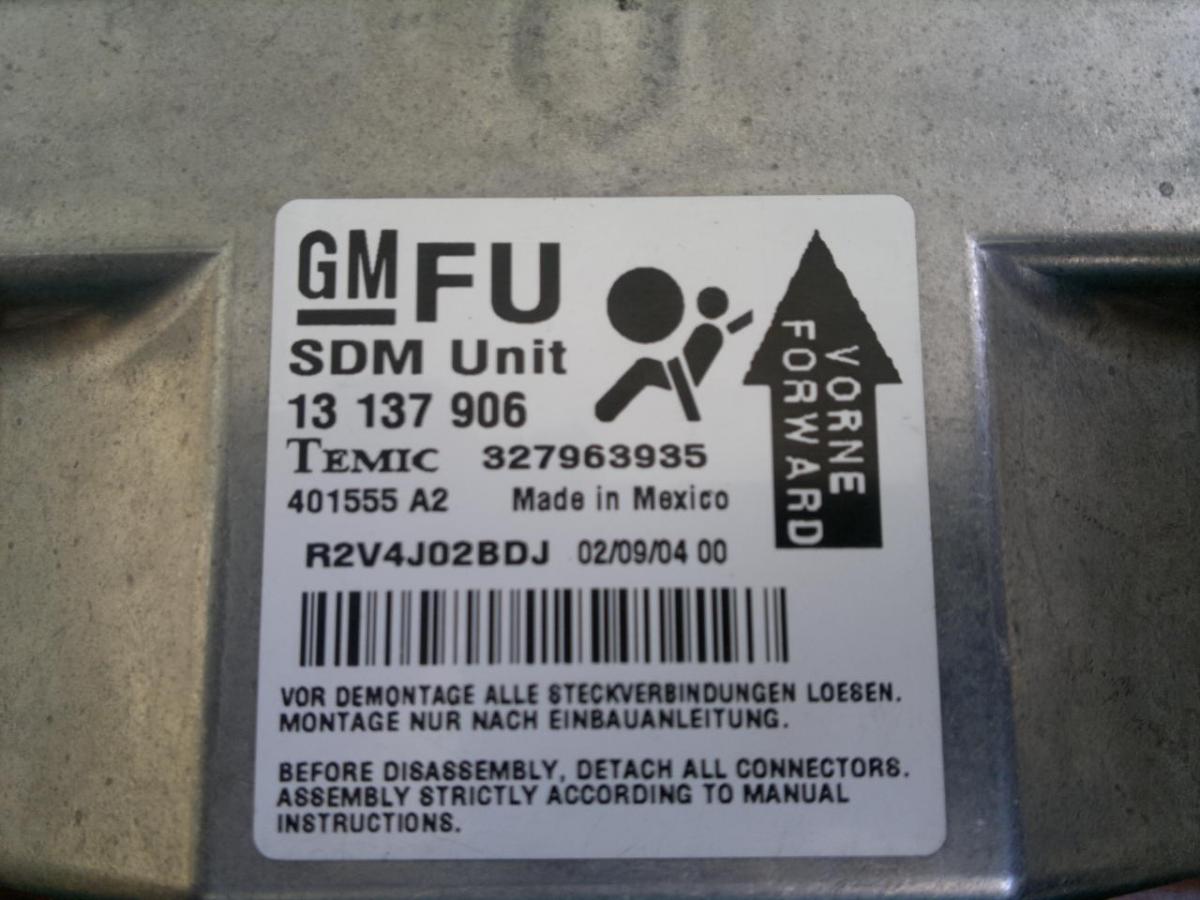 GM FU
SDM Unit
13 137 906
TEMIC 327963935
401555 A2 Made in Mexico
R2V4J02BDJ 02/09/04 00
VORNE
FORWARD
VOR DEMONTAGE ALLE STECKVERBINDUNGEN LOESEN.
MONTAGE NUR NACH EINBAUANLEITUNG.
BEFORE DISASSEMBLY, DETACH ALL CONNECTORS.
ASSEMBLY STRICTLY ACCORDING TO MANUAL
INSTRUCTIONS.